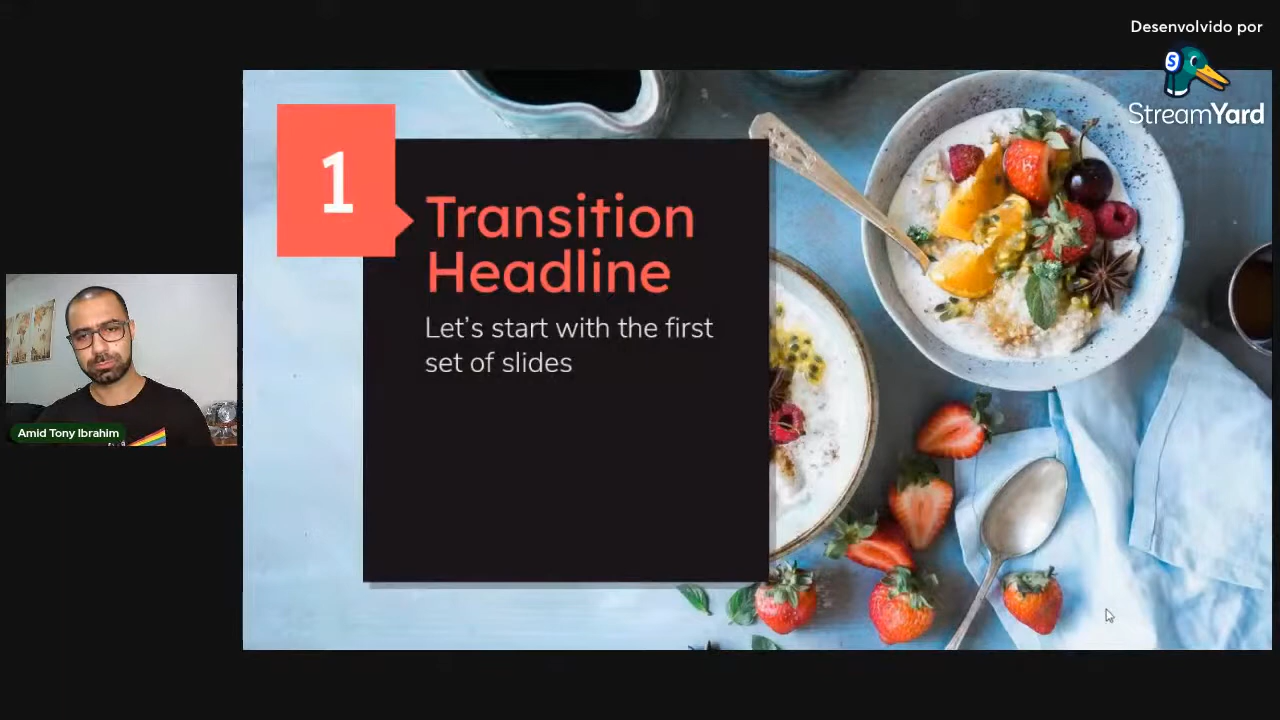 Desenvolvido por
S
StreamYard
1
Transition
Headline
Let's start with the first
set of slides
Amid Tony Ibrahim